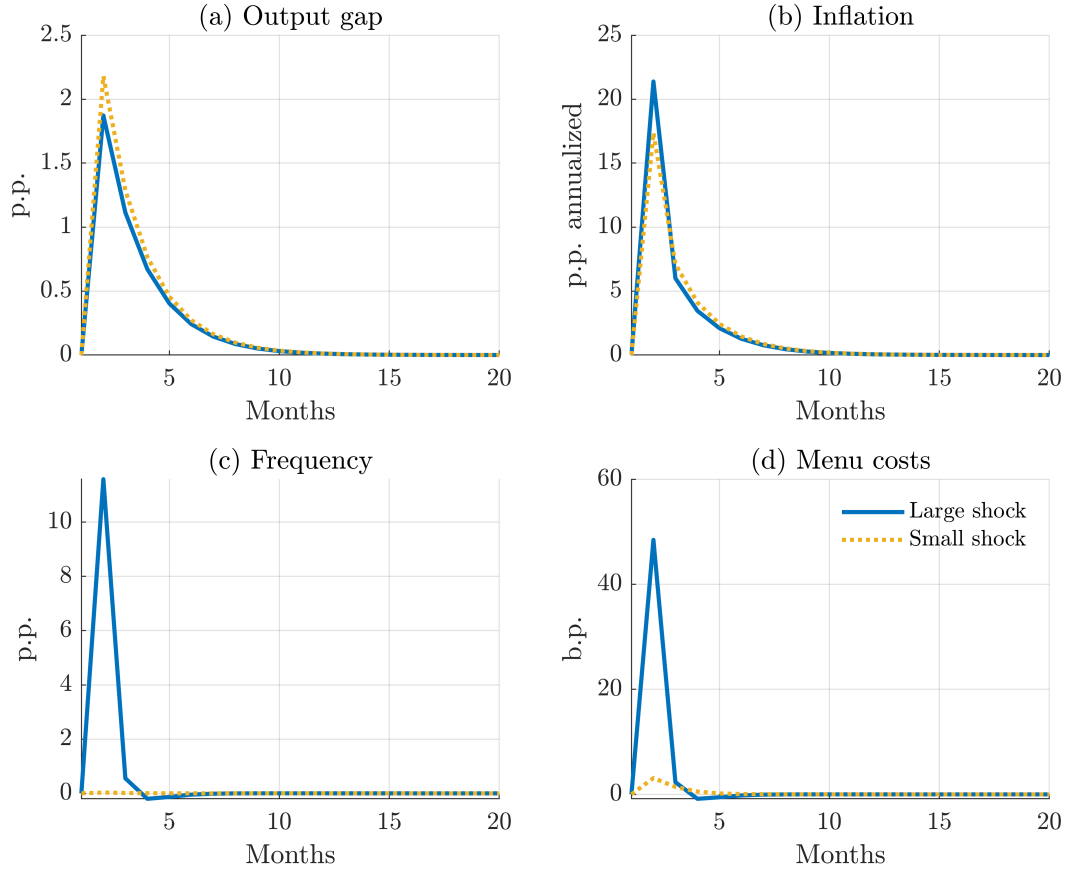 (a) Output gap
2.5
2
1.5
1
0.5
0
p.p.
5
10
15
20
Months
(b) Inflation
25
20
15
10
5
0
p.p. annualized
5
10
15
20
Months
(c) Frequency
10
8
6
4
2
0
p.p.
5
10
15
20
Months
(d) Menu costs
60
40
20
0
b.p.
Large shock
Small shock
5
10
15
20
Months